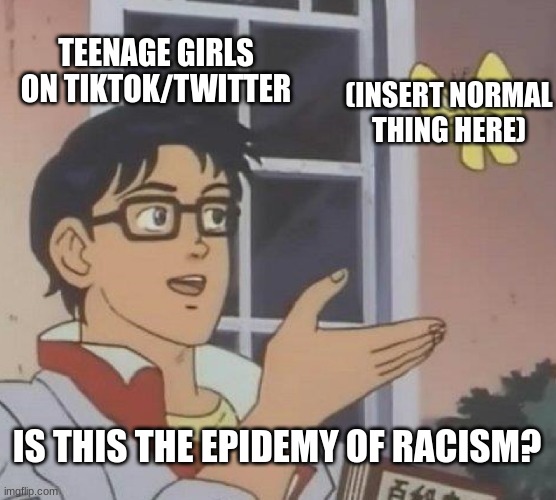 TEENAGE GIRLS
ON TIKTOK/TWITTER
(INSERT NORMAL
THING HERE)
IS THIS THE EPIDEMY OF RACISM?
imgflip.com